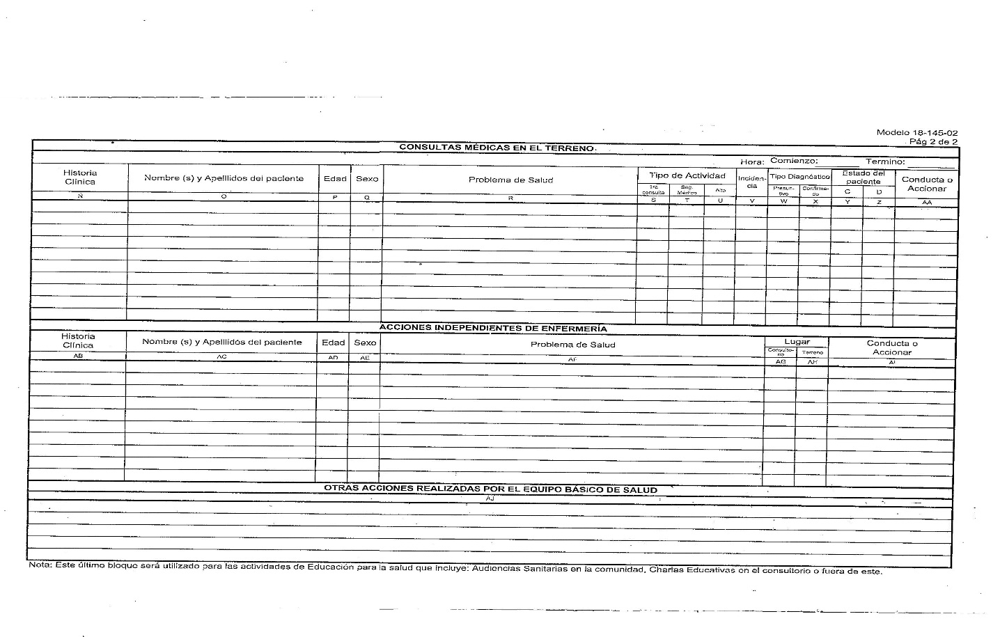 Modelo 18-145-02
Pág 2 de 2
CONSULTAS MÉDICAS EN EL TERRENO.
Hora: Comienzo: Termino:
Historia Clínica Nombre (s) y Apelllidos del paciente Edad Sexo Problema de Salud Tipo de Actividad Inciden-cia Tipo Diagnóstico Estado del paciente Conducta o Accionar
1ra. consulta Seg. Médico Alta Presun-tivo Confirma-do C D
Ñ O P Q R S T U V W X Y Z AA
ACCIONES INDEPENDIENTES DE ENFERMERÍA
Historia Clínica Nombre (s) y Apelllidos del paciente Edad Sexo Problema de Salud Lugar Conducta o Accionar
Consulto-rio Terreno
AB AC AD AE AF AG AH AI
OTRAS ACCIONES REALIZADAS POR EL EQUIPO BÁSICO DE SALUD
AJ
Nota: Este último bloque será utilizado para las actividades de Educación para la salud que incluye: Audiencias Sanitarias en la comunidad, Charlas Educativas en el consultorio o fuera de este.